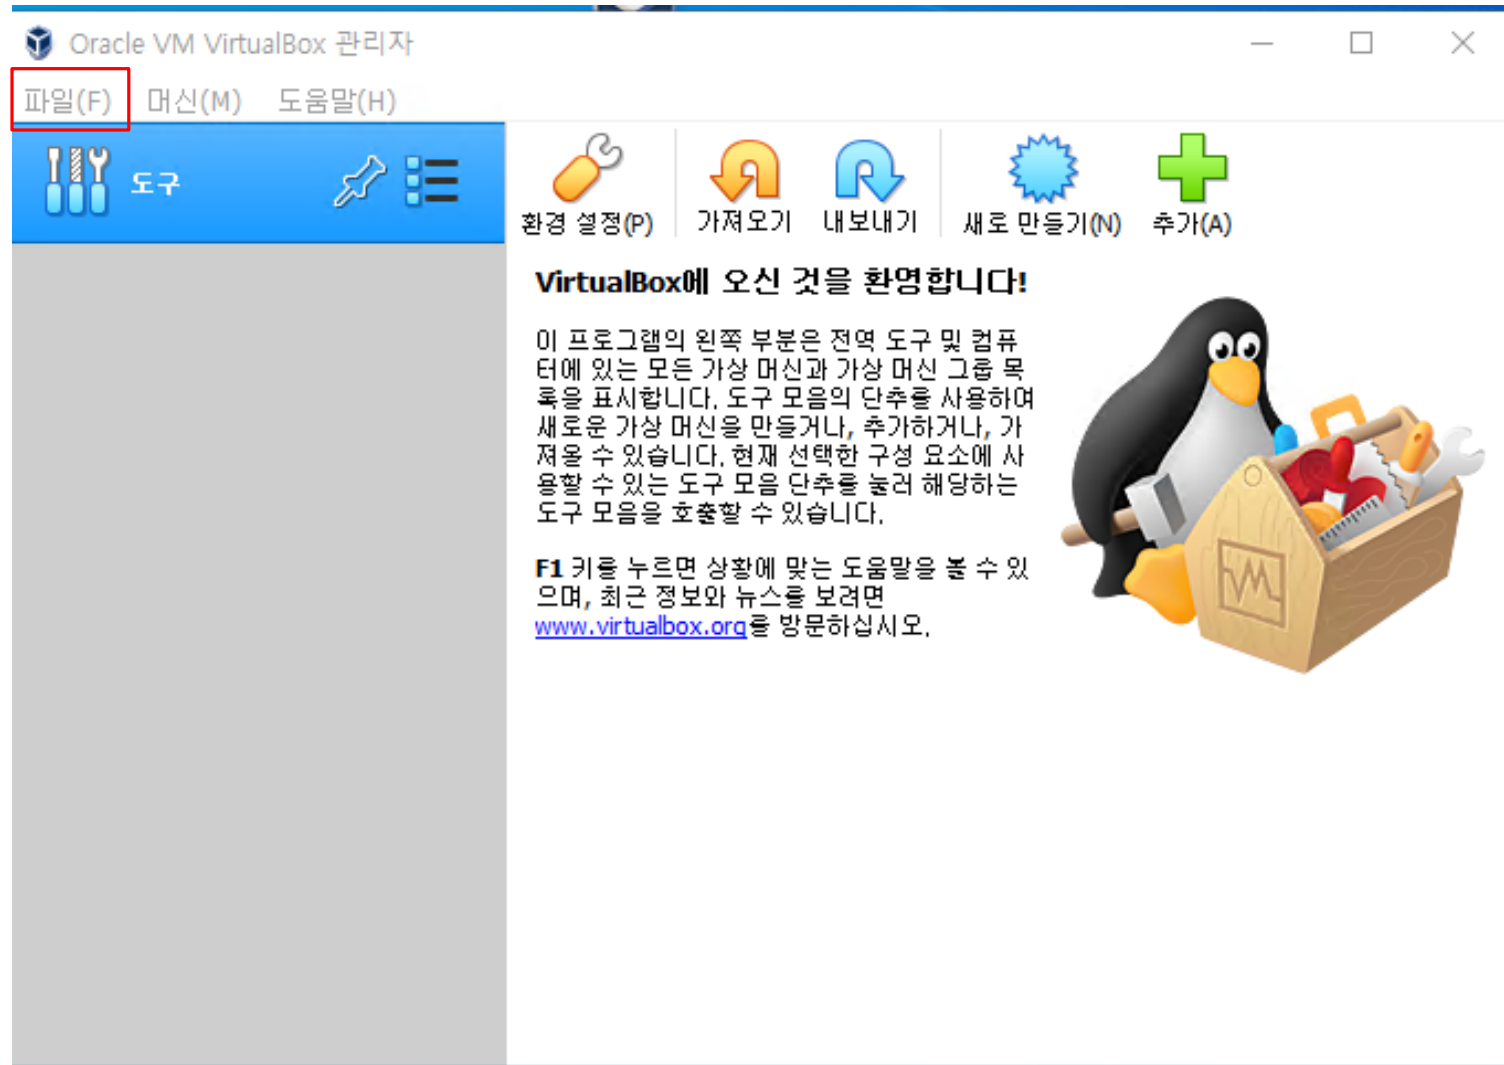 Oracle VM VirtualBox 관리자
파일(F) 머신(M) 도움말(H)
도구
환경 설정(P) 가져오기 내보내기 새로 만들기(N) 추가(A)
VirtualBox에 오신 것을 환영합니다!
이 프로그램의 왼쪽 부분은 전역 도구 및 컴퓨
터에 있는 모든 가상 머신과 가상 머신 그룹 목
록을 표시합니다. 도구 모음의 단추를 사용하여
새로운 가상 머신을 만들거나, 추가하거나, 가
져올 수 있습니다. 현재 선택한 구성 요소에 사
용할 수 있는 도구 모음 단추를 눌러 해당하는
도구 모음을 호출할 수 있습니다.
F1 키를 누르면 상황에 맞는 도움말을 볼 수 있
으며, 최근 정보와 뉴스를 보려면
www.virtualbox.org를 방문하십시오.